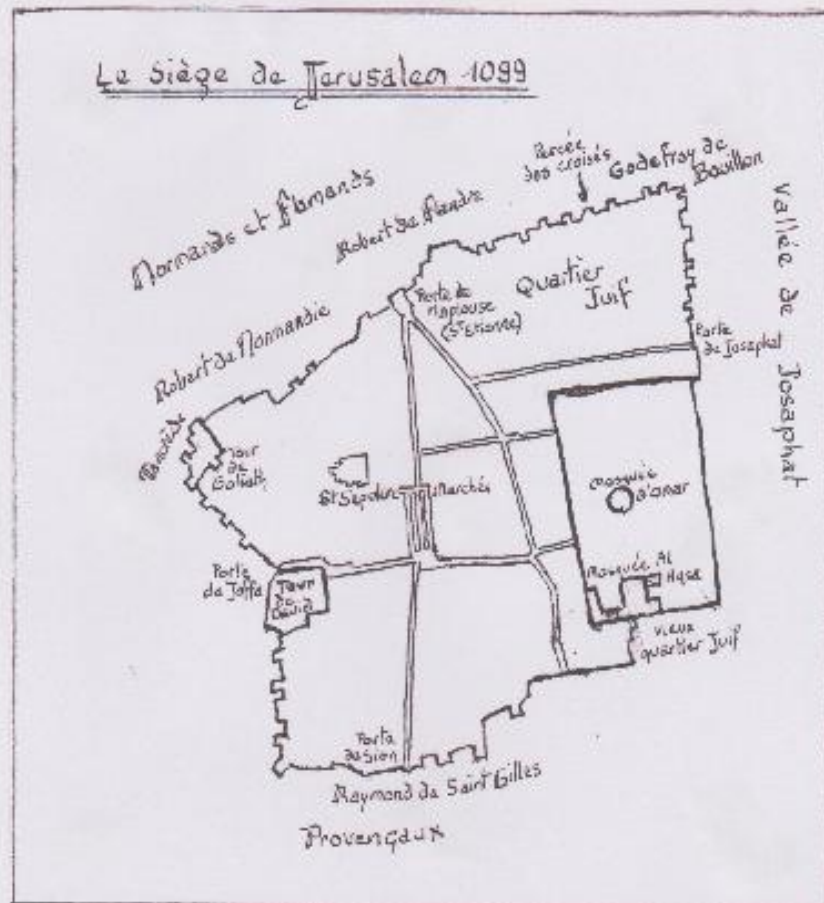 Le Siège de Jerusalem 1099
Percée
des croisés
Godefroy de
Bouillon
Normands et Flamands
Robert de Flandre
Vallée de Josaphat
Robert de Normandie
Porte de
Naplouse
(St Etienne)
Quartier
Juif
Porte
de Josaphat
Tancrède
Tour
de
Goliath
St Sepulcre
Marchés
Mosquée
d'Omar
Porte
de Joffa
Tour
de
David
Mosquée Al
Aqsa
Vieux
quartier Juif
Porte
de Sion
Raymond de Saint Gilles
Provençaux